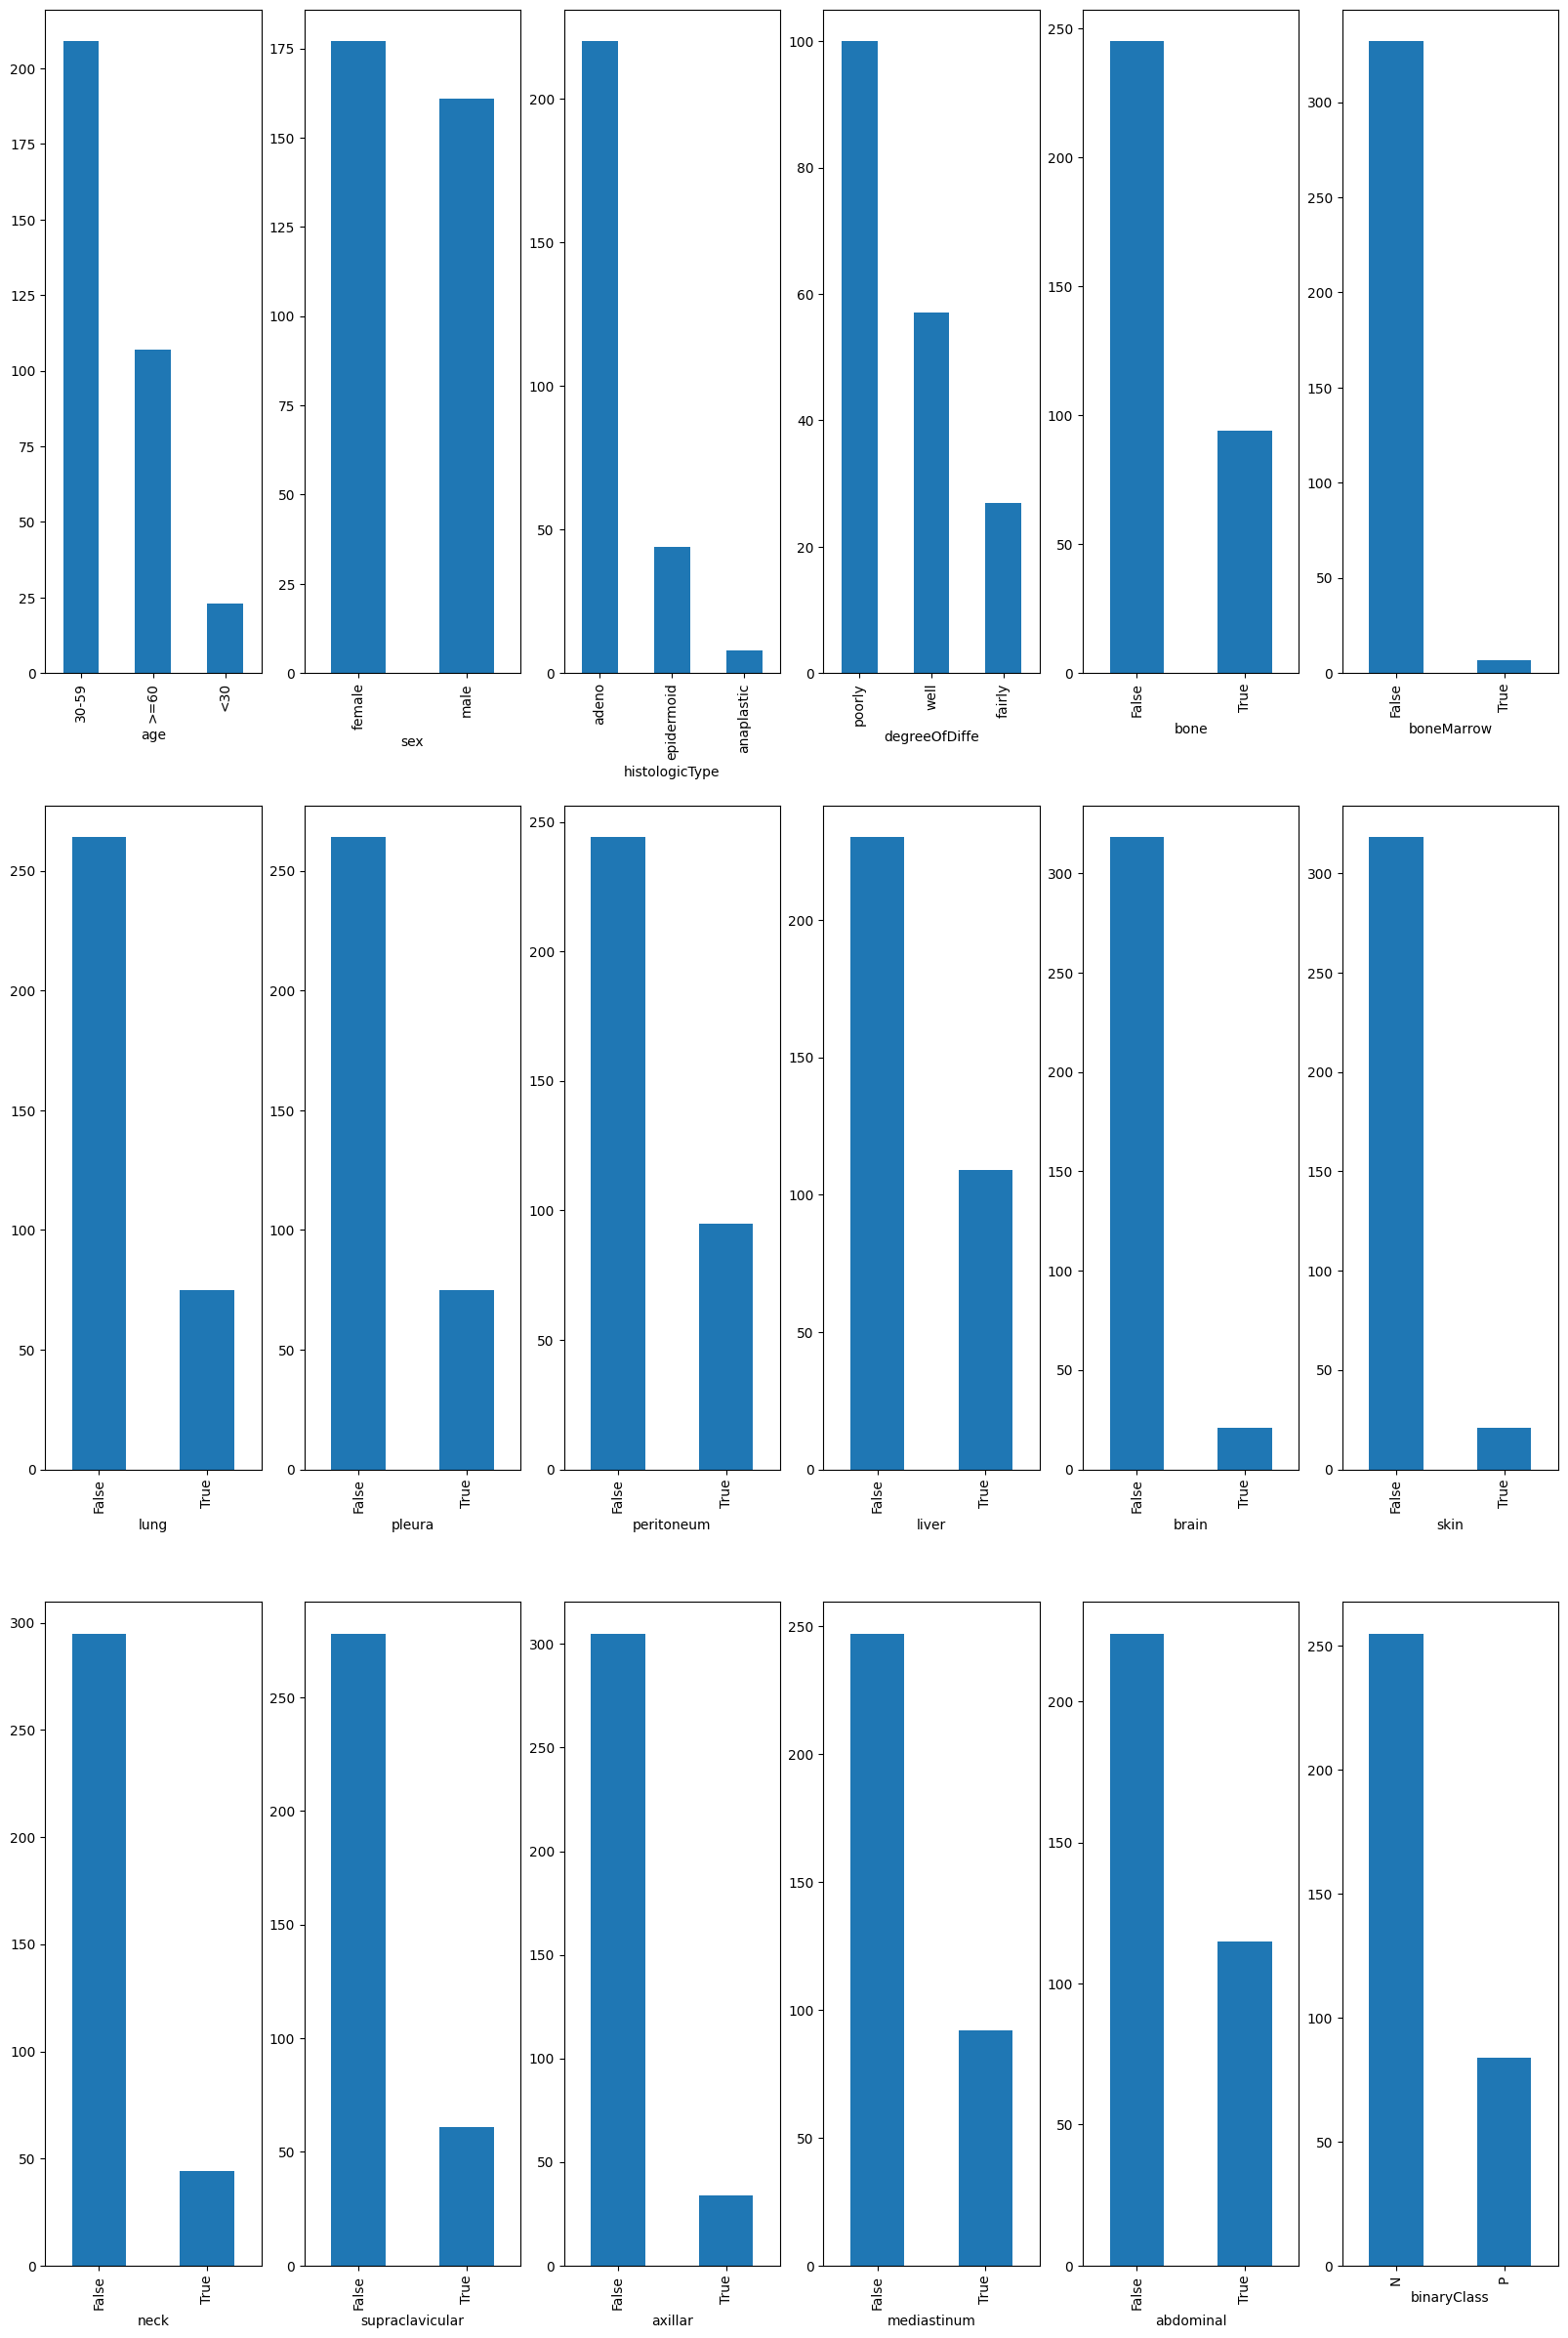 200
175
150
125
100
75
50
25
0
30-59
>=60
<30
age
175
150
125
100
75
50
25
0
female
male
sex
200
150
100
50
0
adeno
epidermoid
anaplastic
histologicType
100
80
60
40
20
0
poorly
well
fairly
degreeOfDiffe
250
200
150
100
50
0
False
True
bone
300
250
200
150
100
50
0
False
True
boneMarrow
250
200
150
100
50
0
False
True
lung
250
200
150
100
50
0
False
True
pleura
250
200
150
100
50
0
False
True
peritoneum
200
150
100
50
0
False
True
liver
300
250
200
150
100
50
0
False
True
brain
300
250
200
150
100
50
0
False
True
skin
300
250
200
150
100
50
0
False
True
neck
250
200
150
100
50
0
False
True
supraclavicular
300
250
200
150
100
50
0
False
True
axillar
250
200
150
100
50
0
False
True
mediastinum
200
150
100
50
0
False
True
abdominal
250
200
150
100
50
0
N
P
binaryClass